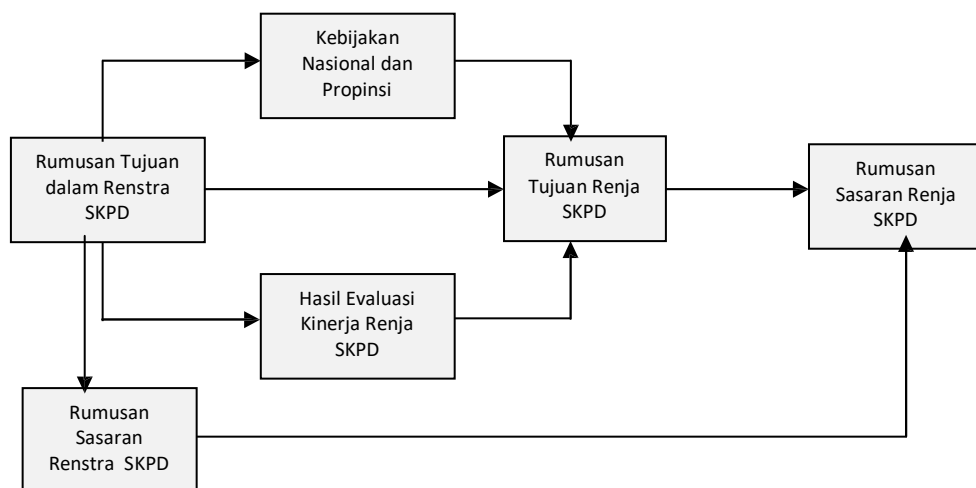 Kebijakan
Nasional dan
Propinsi
Rumusan Tujuan
dalam Renstra
SKPD
Rumusan
Tujuan Renja
SKPD
Rumusan
Sasaran Renja
SKPD
Hasil Evaluasi
Kinerja Renja
SKPD
Rumusan
Sasaran
Renstra  SKPD